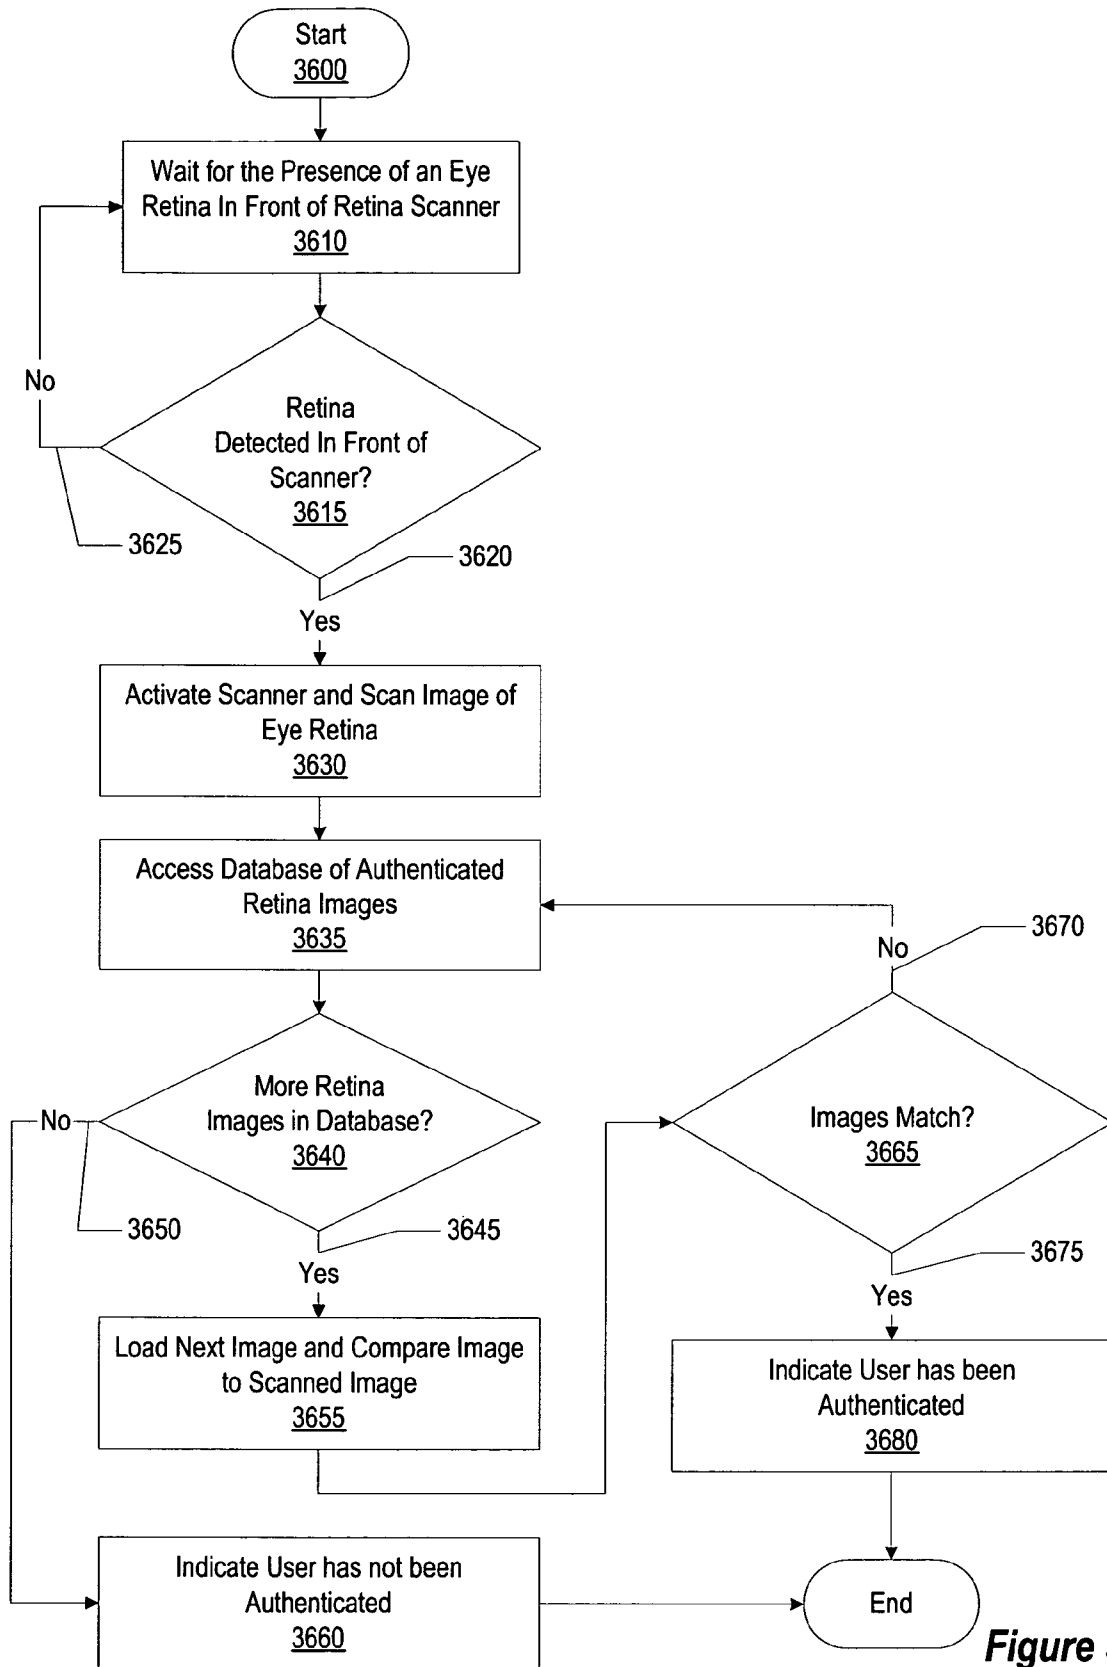 Start
3600
Wait for the Presence of an Eye
Retina In Front of Retina Scanner
3610
No
Retina
Detected In Front of
Scanner?
3615
3625
3620
Yes
Activate Scanner and Scan Image of
Eye Retina
3630
Access Database of Authenticated
Retina Images
3635
3670
No
More Retina
Images in Database?
3640
No
Images Match?
3665
3650
3645
3675
Yes
Yes
Load Next Image and Compare Image
to Scanned Image
3655
Indicate User has been
Authenticated
3680
Indicate User has not been
Authenticated
3660
End
Figure